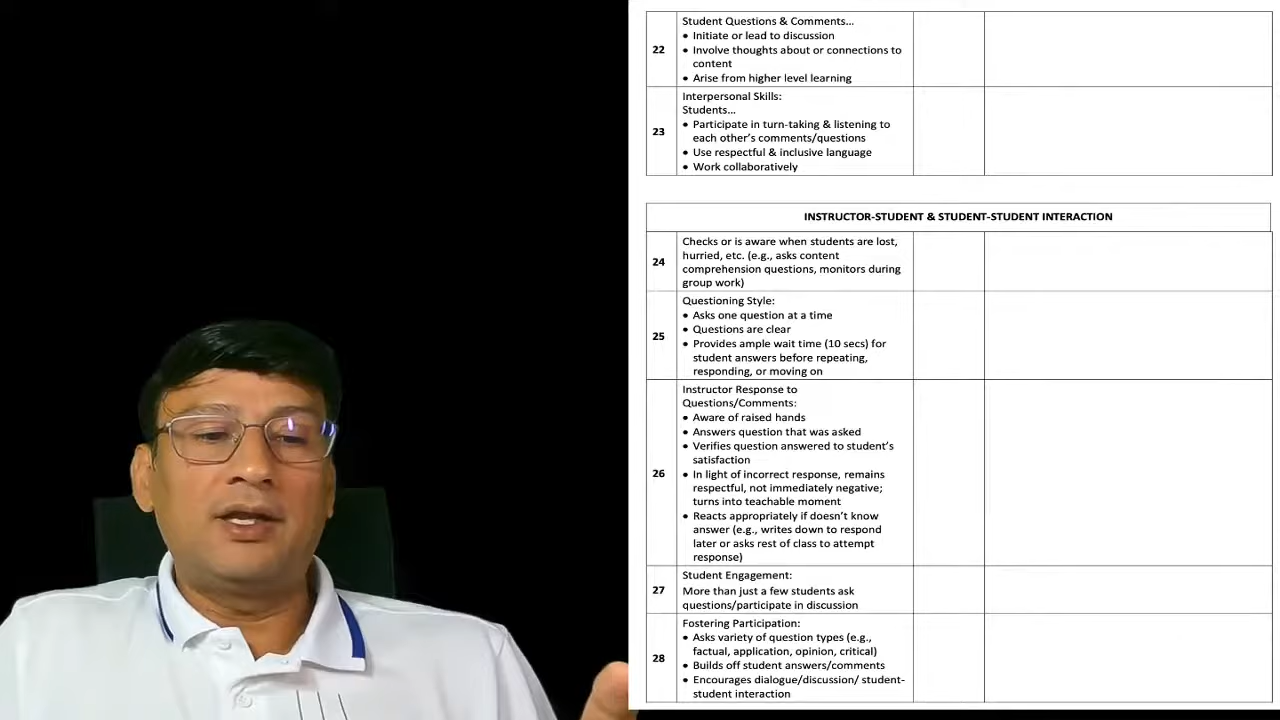 22
Student Questions & Comments...
• Initiate or lead to discussion
• Involve thoughts about or connections to
content
• Arise from higher level learning
23
Interpersonal Skills:
Students...
• Participate in turn-taking & listening to
each other's comments/questions
• Use respectful & inclusive language
• Work collaboratively
INSTRUCTOR-STUDENT & STUDENT-STUDENT INTERACTION
24
Checks or is aware when students are lost,
hurried, etc. (e.g., asks content
comprehension questions, monitors during
group work)
25
Questioning Style:
• Asks one question at a time
• Questions are clear
• Provides ample wait time (10 secs) for
student answers before repeating,
responding, or moving on
26
Instructor Response to
Questions/Comments:
• Aware of raised hands
• Answers question that was asked
• Verifies question answered to student's
satisfaction
• In light of incorrect response, remains
respectful, not immediately negative;
turns into teachable moment
• Reacts appropriately if doesn't know
answer (e.g., writes down to respond
later or asks rest of class to attempt
response)
27
Student Engagement:
More than just a few students ask
questions/participate in discussion
28
Fostering Participation:
• Asks variety of question types (e.g.,
factual, application, opinion, critical)
• Builds off student answers/comments
• Encourages dialogue/discussion/ student-
student interaction